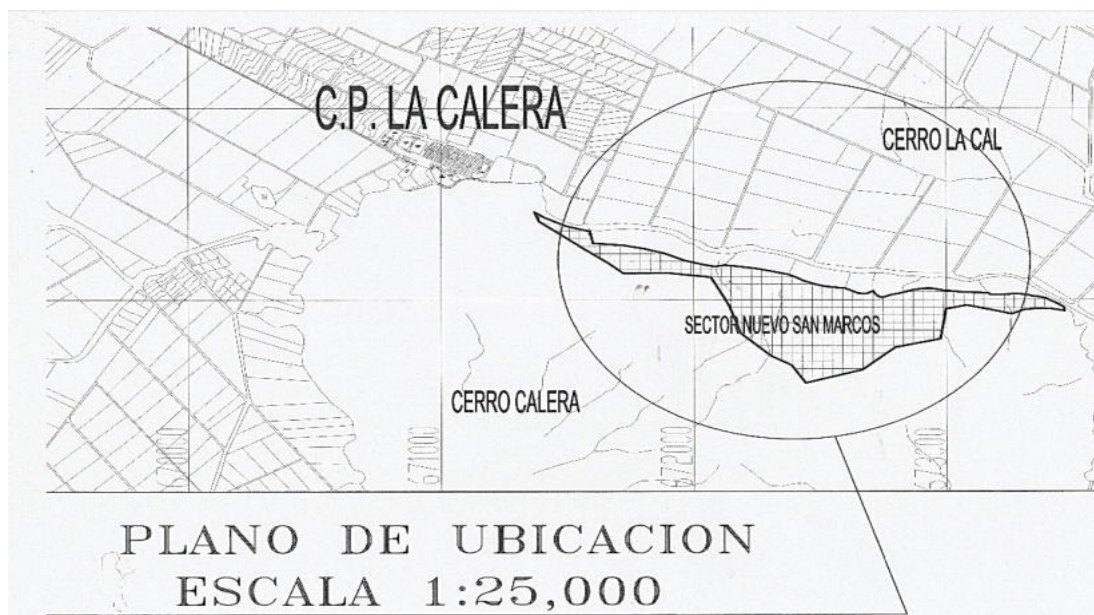 C.P. LA CALERA
CERRO LA CAL
SECTOR NUEVO SAN MARCOS
CERRO CALERA
671000
672000
PLANO DE UBICACION
ESCALA 1:25,000